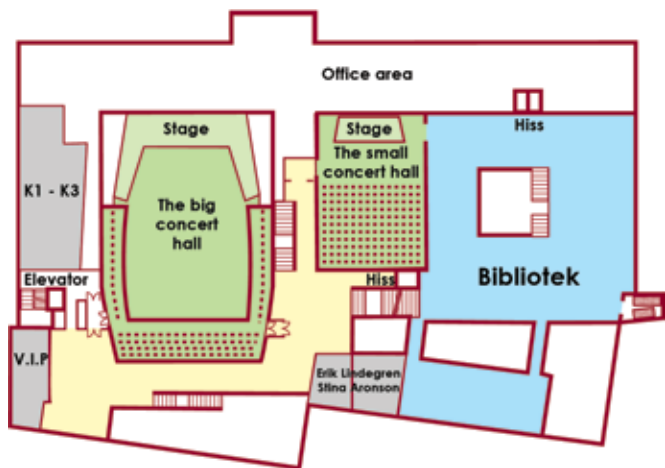 Office area
Stage
Stage
Hiss
The small
concert hall
K1 - K3
The big
concert
hall
Elevator
Hiss
Bibliotek
V.I.P
Erik Lindegren
Stina Aronson